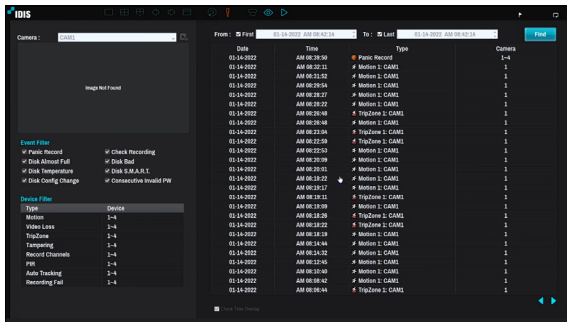 IDIS
Camera : CAM1
From : First 01-14-2022 AM 08:42:14 To : Last 01-14-2022 AM 08:42:14 Find
Image Not Found
Event Filter
Panic Record Check Recording
Disk Almost Full Disk Bad
Disk Temperature Disk S.M.A.R.T.
Disk Config Change Consecutive Invalid PW
Device Filter
Type Device
Motion 1~4
Video Loss 1~4
TripZone 1~4
Tampering 1~4
Record Channels 1~4
PIR 1~4
Auto Tracking 1~4
Recording Fail 1~4
Date Time Type Camera
01-14-2022 AM 08:39:50 Panic Record 1~4
01-14-2022 AM 08:32:11 Motion 1: CAM1 1
01-14-2022 AM 08:31:52 Motion 1: CAM1 1
01-14-2022 AM 08:29:54 Motion 1: CAM1 1
01-14-2022 AM 08:28:27 Motion 1: CAM1 1
01-14-2022 AM 08:28:22 Motion 1: CAM1 1
01-14-2022 AM 08:26:48 TripZone 1: CAM1 1
01-14-2022 AM 08:26:48 Motion 1: CAM1 1
01-14-2022 AM 08:23:04 TripZone 1: CAM1 1
01-14-2022 AM 08:22:59 TripZone 1: CAM1 1
01-14-2022 AM 08:22:53 Motion 1: CAM1 1
01-14-2022 AM 08:20:09 Motion 1: CAM1 1
01-14-2022 AM 08:20:01 Motion 1: CAM1 1
01-14-2022 AM 08:19:22 Motion 1: CAM1 1
01-14-2022 AM 08:19:17 Motion 1: CAM1 1
01-14-2022 AM 08:19:11 TripZone 1: CAM1 1
01-14-2022 AM 08:19:09 Motion 1: CAM1 1
01-14-2022 AM 08:18:26 TripZone 1: CAM1 1
01-14-2022 AM 08:18:22 TripZone 1: CAM1 1
01-14-2022 AM 08:18:19 Motion 1: CAM1 1
01-14-2022 AM 08:14:44 Motion 1: CAM1 1
01-14-2022 AM 08:14:32 Motion 1: CAM1 1
01-14-2022 AM 08:12:45 Motion 1: CAM1 1
01-14-2022 AM 08:10:40 Motion 1: CAM1 1
01-14-2022 AM 08:08:42 Motion 1: CAM1 1
01-14-2022 AM 08:06:44 TripZone 1: CAM1 1
Check Time Overlap